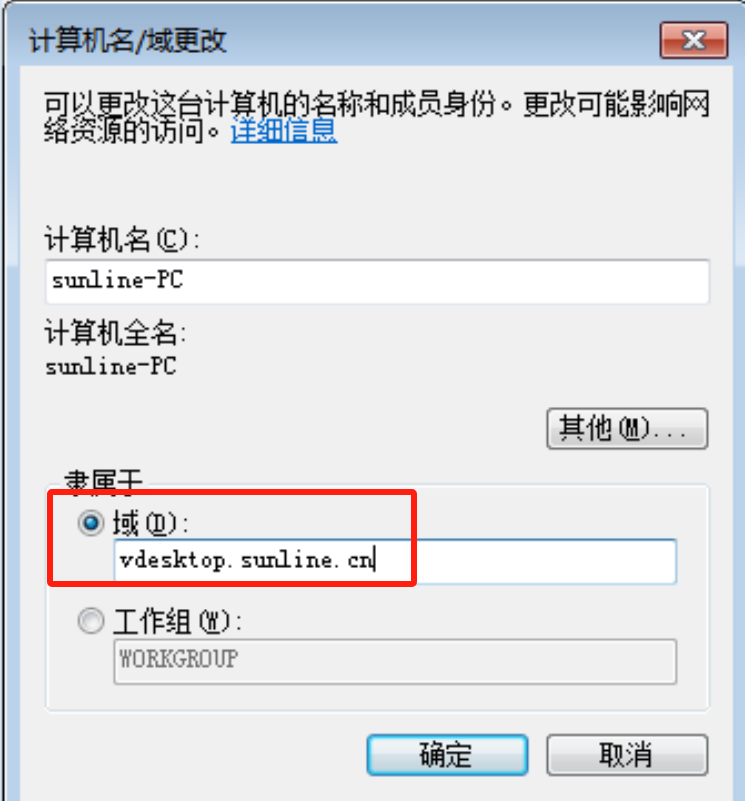 计算机名/域更改
可以更改这台计算机的名称和成员身份。更改可能影响网
络资源的访问。详细信息
计算机名(C):
sunline-PC
计算机全名:
sunline-PC
其他(M)...
隶属于
域(D):
vdesktop.sunline.cn
工作组(W):
WORKGROUP
确定
取消